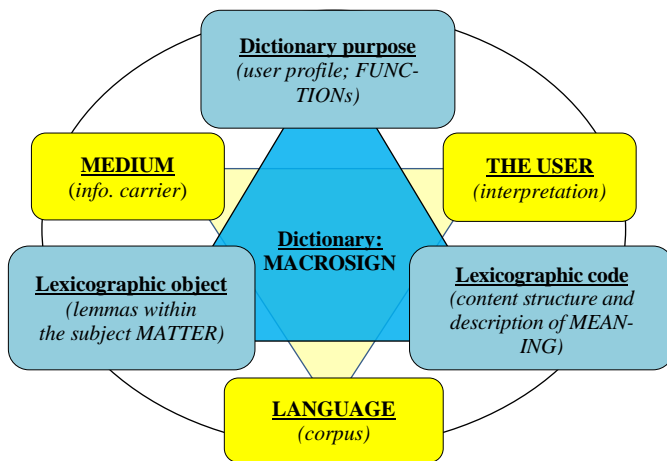 Dictionary purpose
(user profile; FUNC-
TIONs)
MEDIUM
(info. carrier)
THE USER
(interpretation)
Dictionary:
MACROSIGN
Lexicographic object
(lemmas within
the subject MATTER)
Lexicographic code
(content structure and
description of MEAN-
ING)
LANGUAGE
(corpus)